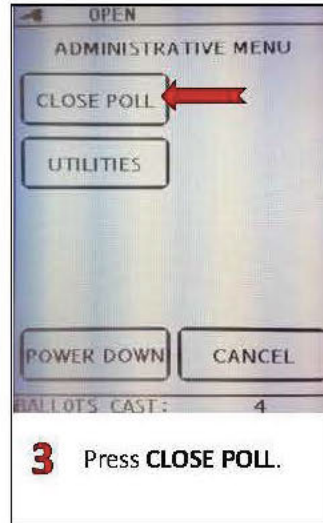 OPEN
ADMINISTRATIVE MENU
CLOSE POLL
UTILITIES
POWER DOWN CANCEL
BALLOTS CAST: 4
3 Press CLOSE POLL.